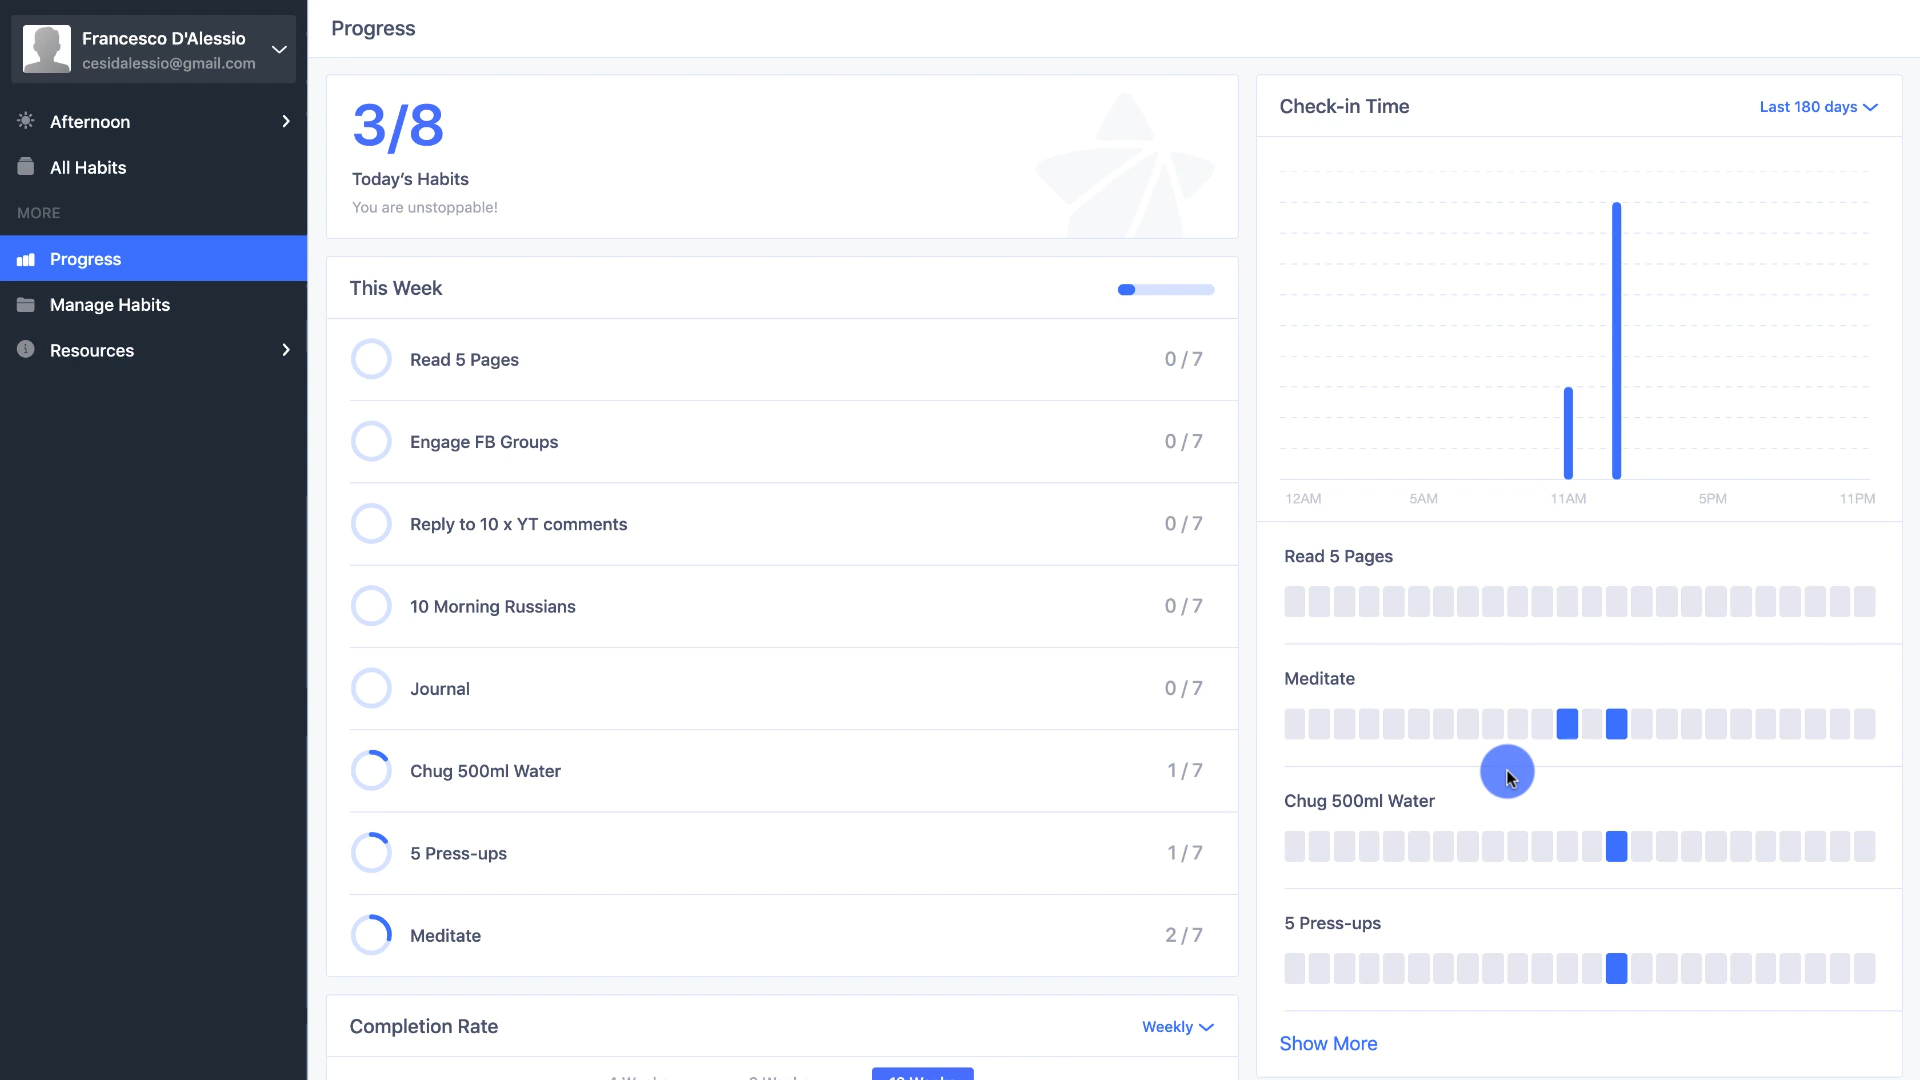 Francesco D'Alessio
cesidalessio@gmail.com
Afternoon
All Habits
MORE
Progress
Manage Habits
Resources
Progress
3/8
Today's Habits
You are unstoppable!
This Week
Read 5 Pages 0 / 7
Engage FB Groups 0 / 7
Reply to 10 x YT comments 0 / 7
10 Morning Russians 0 / 7
Journal 0 / 7
Chug 500ml Water 1 / 7
5 Press-ups 1 / 7
Meditate 2 / 7
Completion Rate Weekly
Check-in Time Last 180 days
12AM 5AM 11AM 5PM 11PM
Read 5 Pages
Meditate
Chug 500ml Water
5 Press-ups
Show More